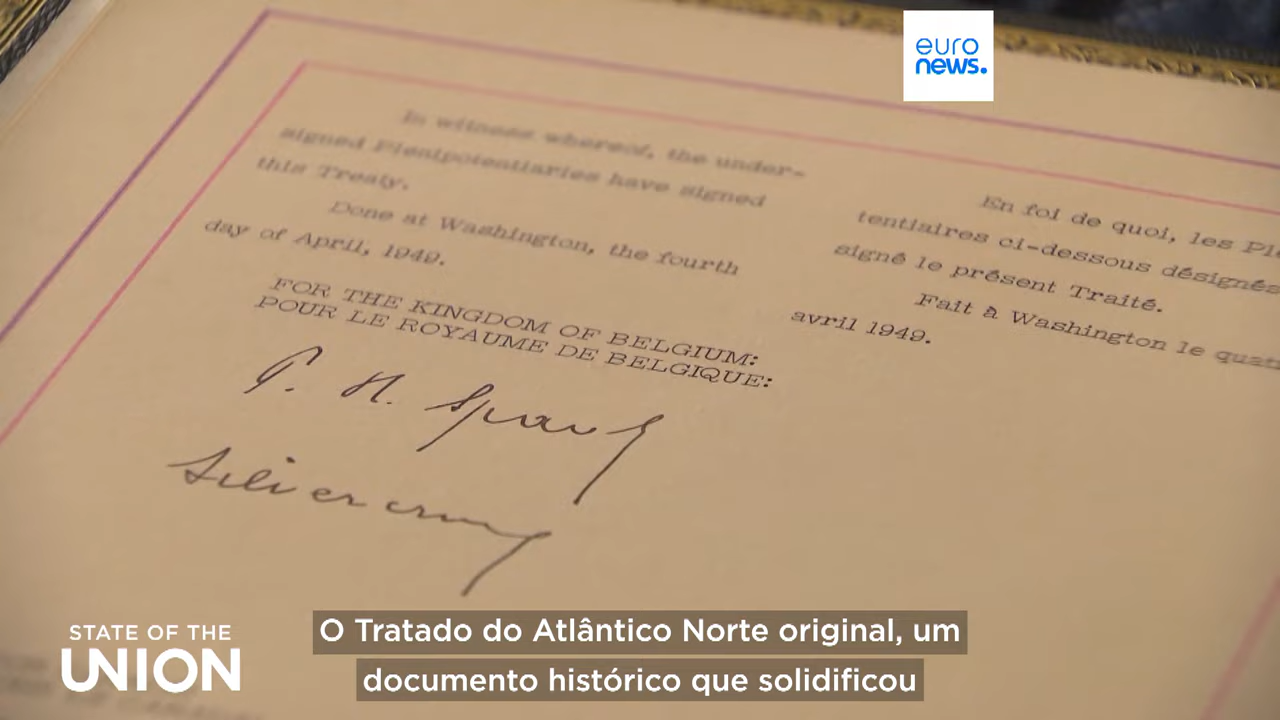 euro
news.
In witness whereof, the under-
signed Plenipotentiaries have signed
this Treaty.
Done at Washington, the fourth
day of April, 1949.
En foi de quoi, les Pl
tentiaires ci-dessous désignés
signé le présent Traité.
Fait à Washington le quat
avril 1949.
FOR THE KINGDOM OF BELGIUM:
POUR LE ROYAUME DE BELGIQUE:
P. H. Spaak
Silvercruys
STATE OF THE
UNION
O Tratado do Atlântico Norte original, um
documento histórico que solidificou